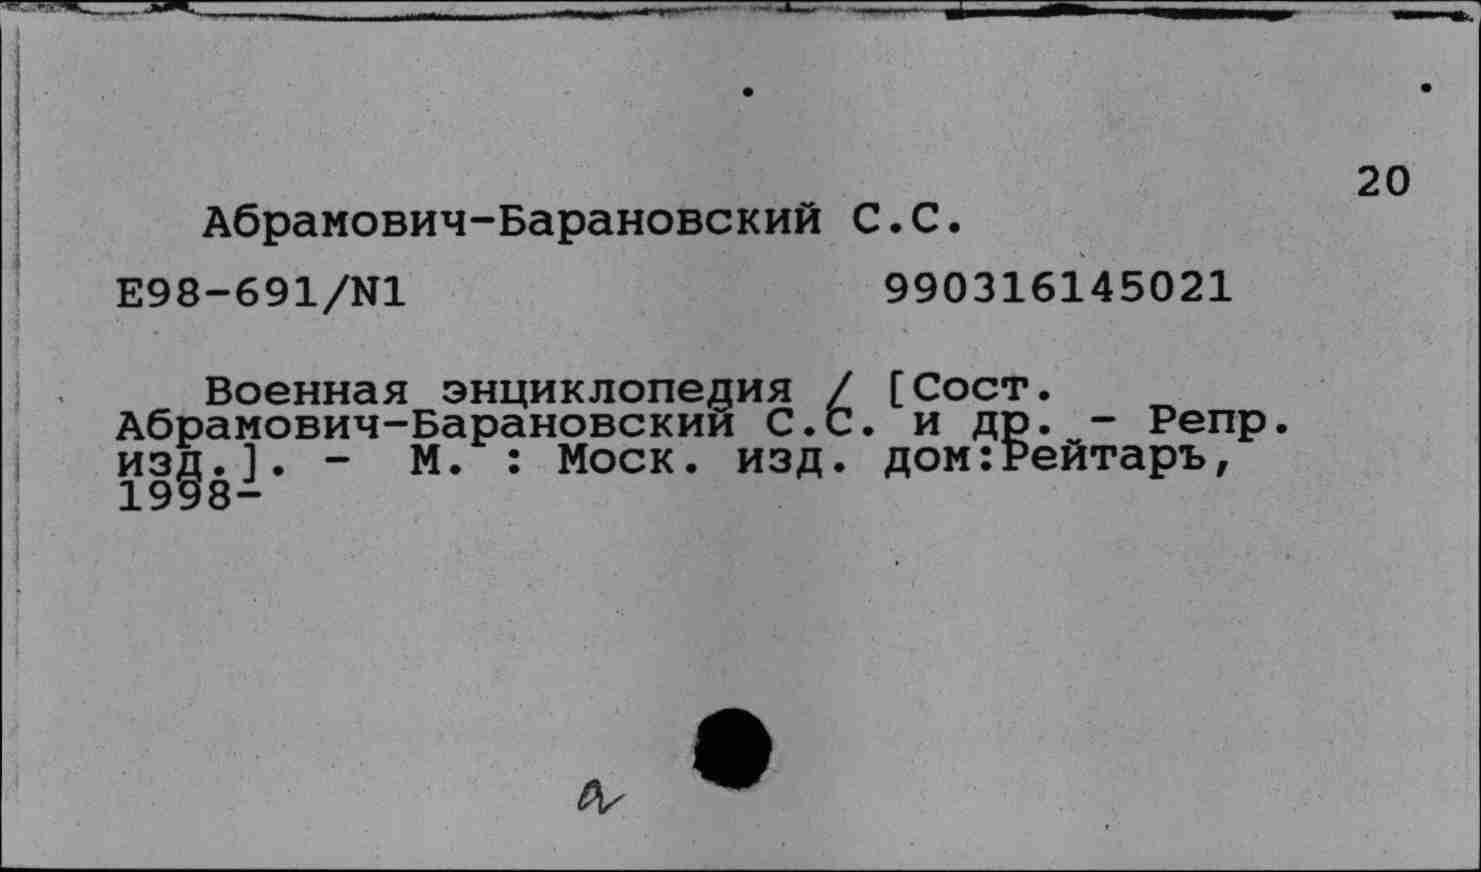 20
Абрамович-Барановский С.С.
E98-691/N1 990316145021
Военная энциклопедия / [Сост.
Абрамович-Барановский С.С. и др. - Репр.
изд.]. - М. : Моск. изд. дом:Рейтаръ,
1998-